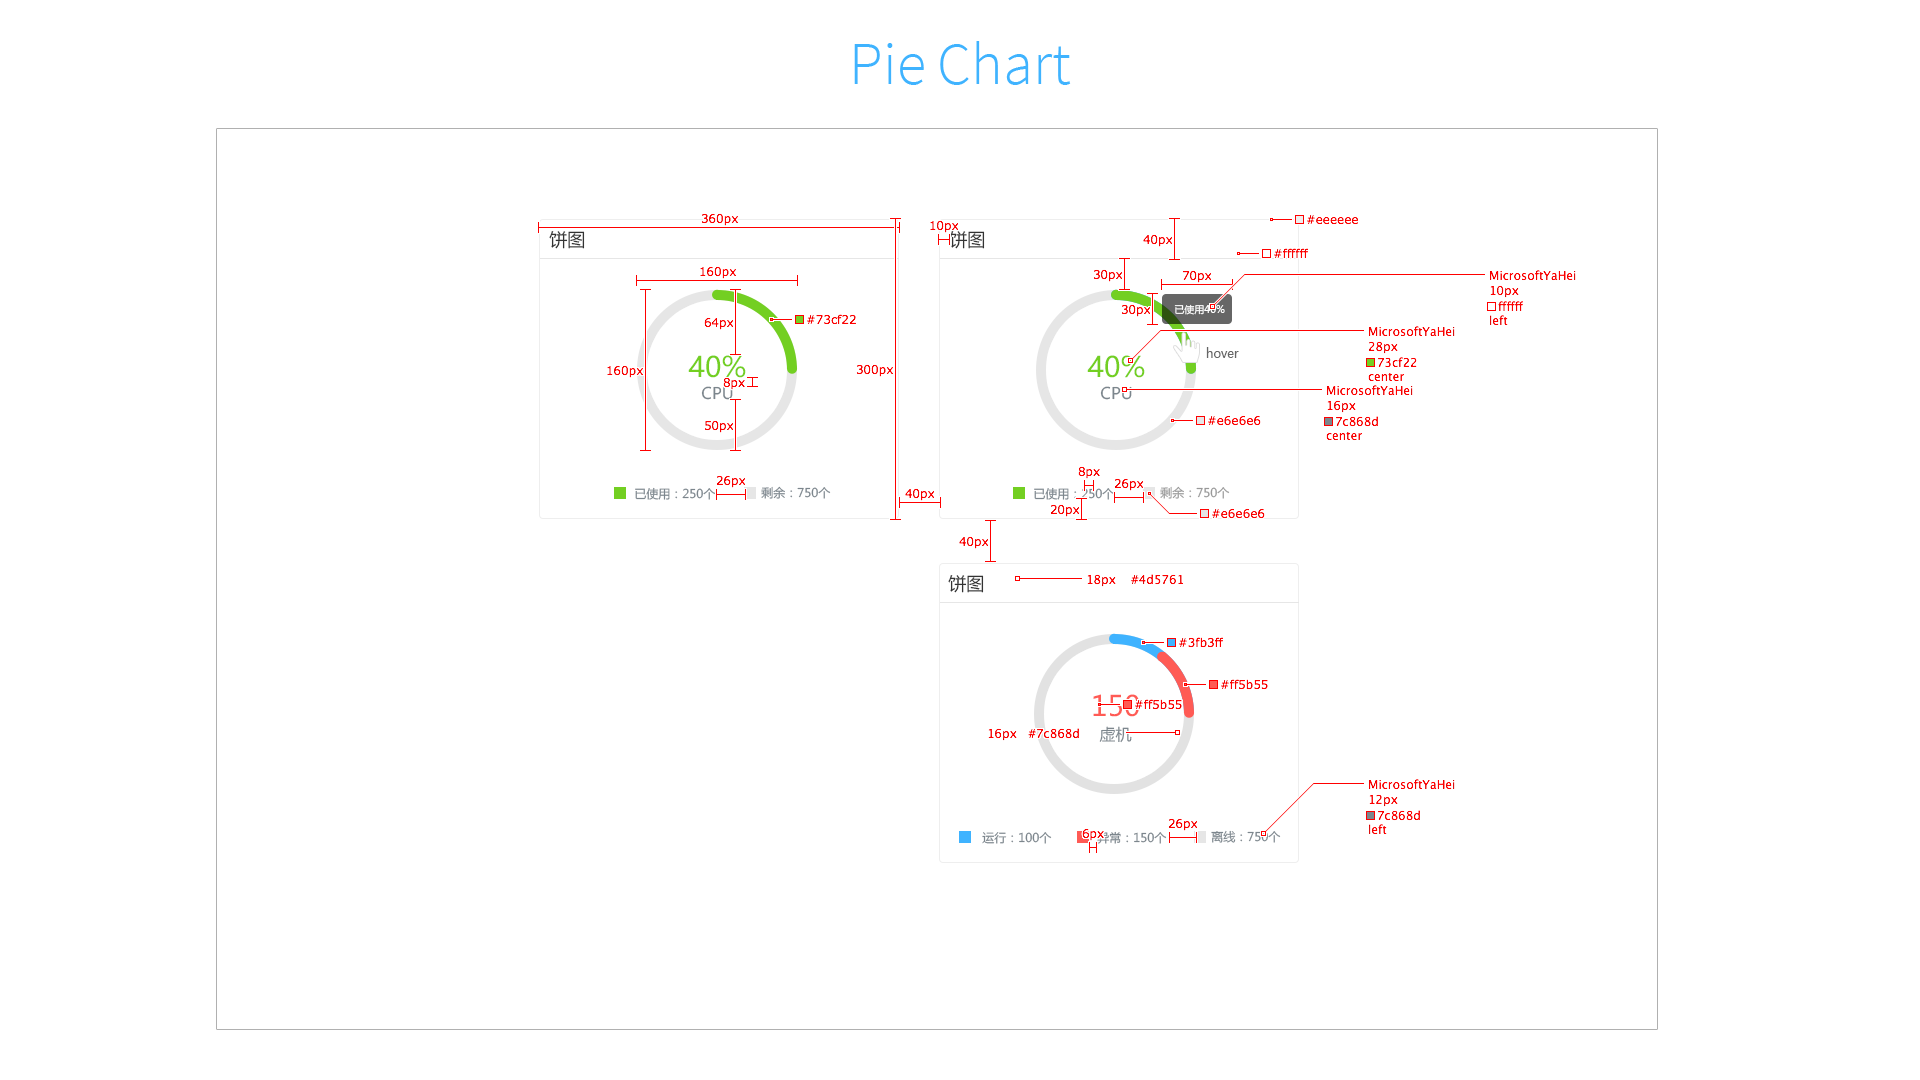 Pie Chart
360px
饼图
160px
64px
#73cf22
160px
40%
8px
CPU
50px
300px
26px
已使用：250个
剩余：750个
40px
10px
饼图
40px
#eeeeee
#ffffff
30px
70px
30px
已使用40%
MicrosoftYaHei
10px
ffffff
left
hover
MicrosoftYaHei
28px
73cf22
center
40%
CPU
MicrosoftYaHei
16px
7c868d
center
#e6e6e6
8px
26px
已使用：250个
剩余：750个
20px
#e6e6e6
40px
饼图
18px #4d5761
#3fb3ff
#ff5b55
150
#ff5b55
16px #7c868d
虚机
MicrosoftYaHei
12px
7c868d
left
26px
6px
运行：100个
异常：150个
离线：750个